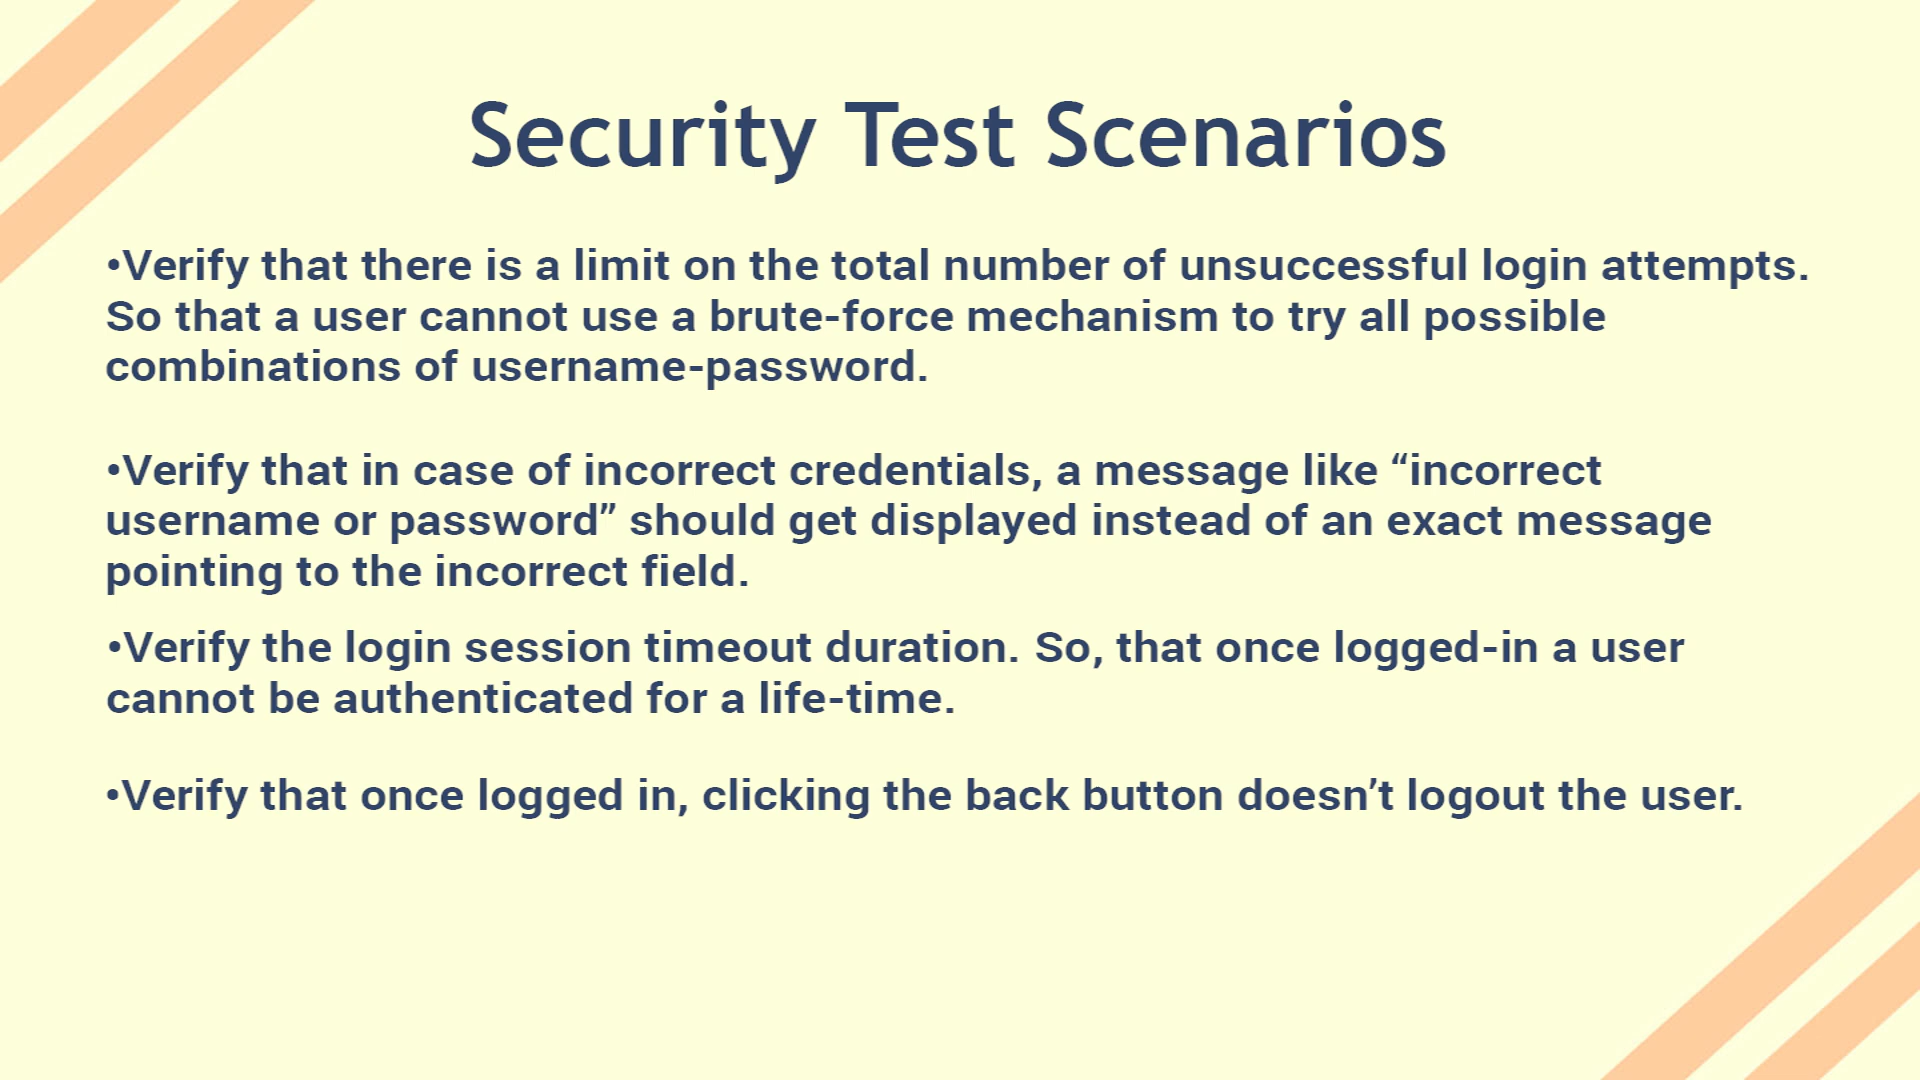 Security Test Scenarios
•Verify that there is a limit on the total number of unsuccessful login attempts.
So that a user cannot use a brute-force mechanism to try all possible
combinations of username-password.
•Verify that in case of incorrect credentials, a message like “incorrect
username or password” should get displayed instead of an exact message
pointing to the incorrect field.
•Verify the login session timeout duration. So, that once logged-in a user
cannot be authenticated for a life-time.
•Verify that once logged in, clicking the back button doesn’t logout the user.